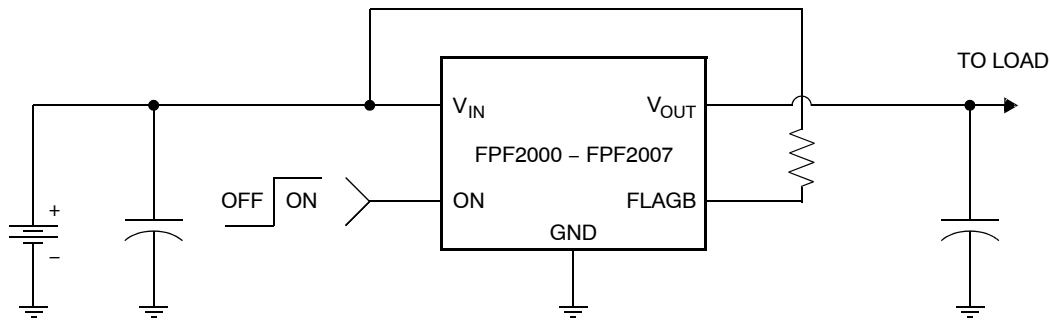 TO LOAD
VIN
VOUT
FPF2000 – FPF2007
OFF
ON
ON
FLAGB
GND
+
–